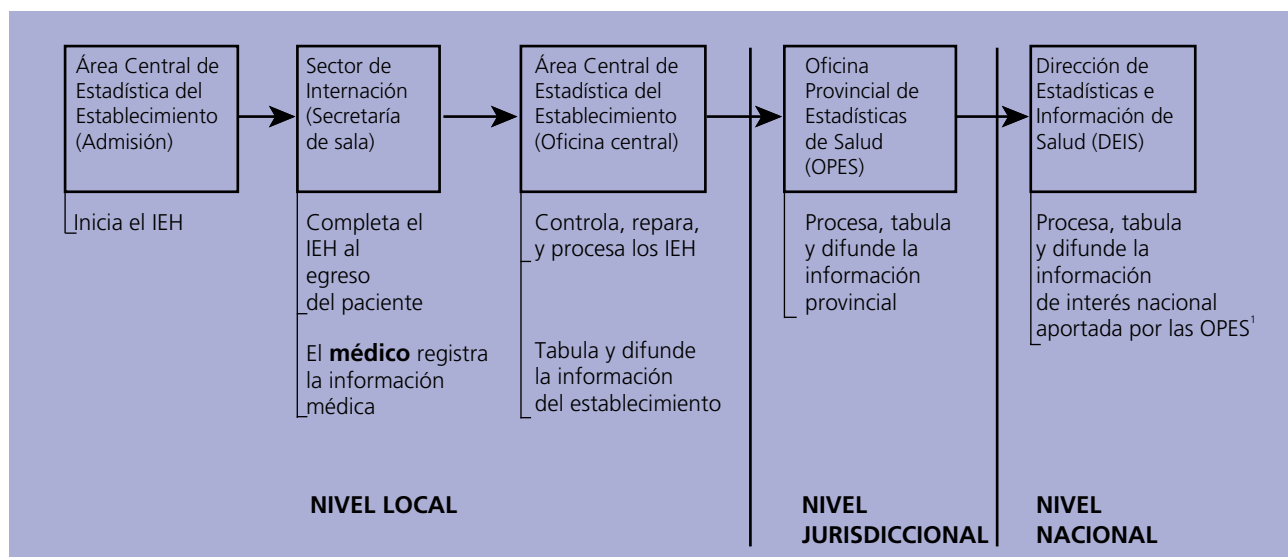 Área Central de
Estadística del
Establecimiento
(Admisión)
Inicia el IEH
Sector de
Internación
(Secretaría
de sala)
Completa el
IEH al
egreso
del paciente
El médico registra
la información
médica
Área Central de
Estadística del
Establecimiento
(Oficina central)
Controla, repara,
y procesa los IEH
Tabula y difunde
la información
del establecimiento
Oficina
Provincial de
Estadísticas
de Salud
(OPES)
Procesa, tabula
y difunde la
información
provincial
Dirección de
Estadísticas e
Información de
Salud (DEIS)
Procesa, tabula
y difunde la
información
de interés nacional
aportada por las OPES¹
NIVEL LOCAL
NIVEL
JURISDICCIONAL
NIVEL
NACIONAL